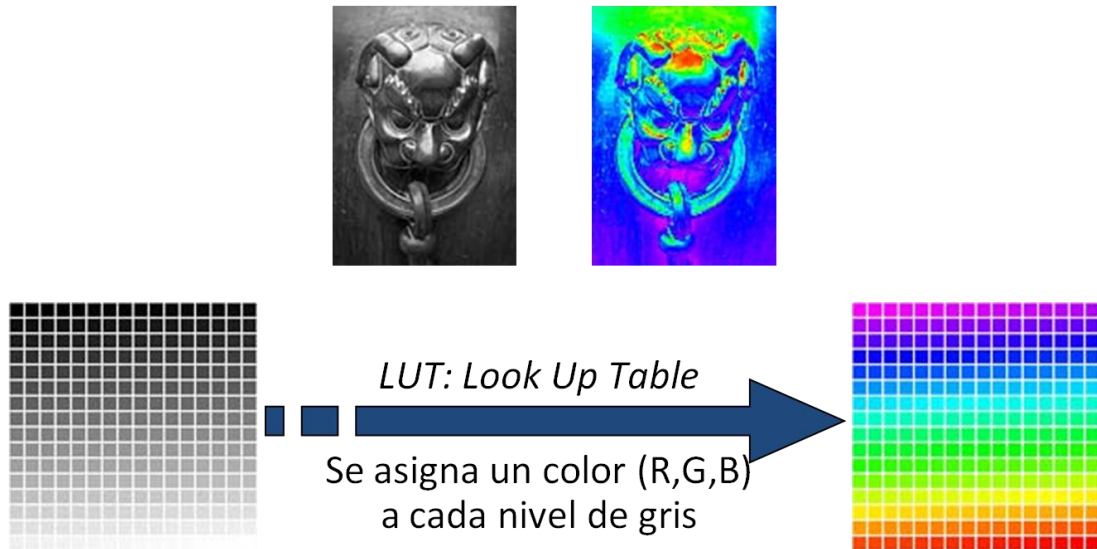 LUT: Look Up Table
Se asigna un color (R,G,B)
a cada nivel de gris